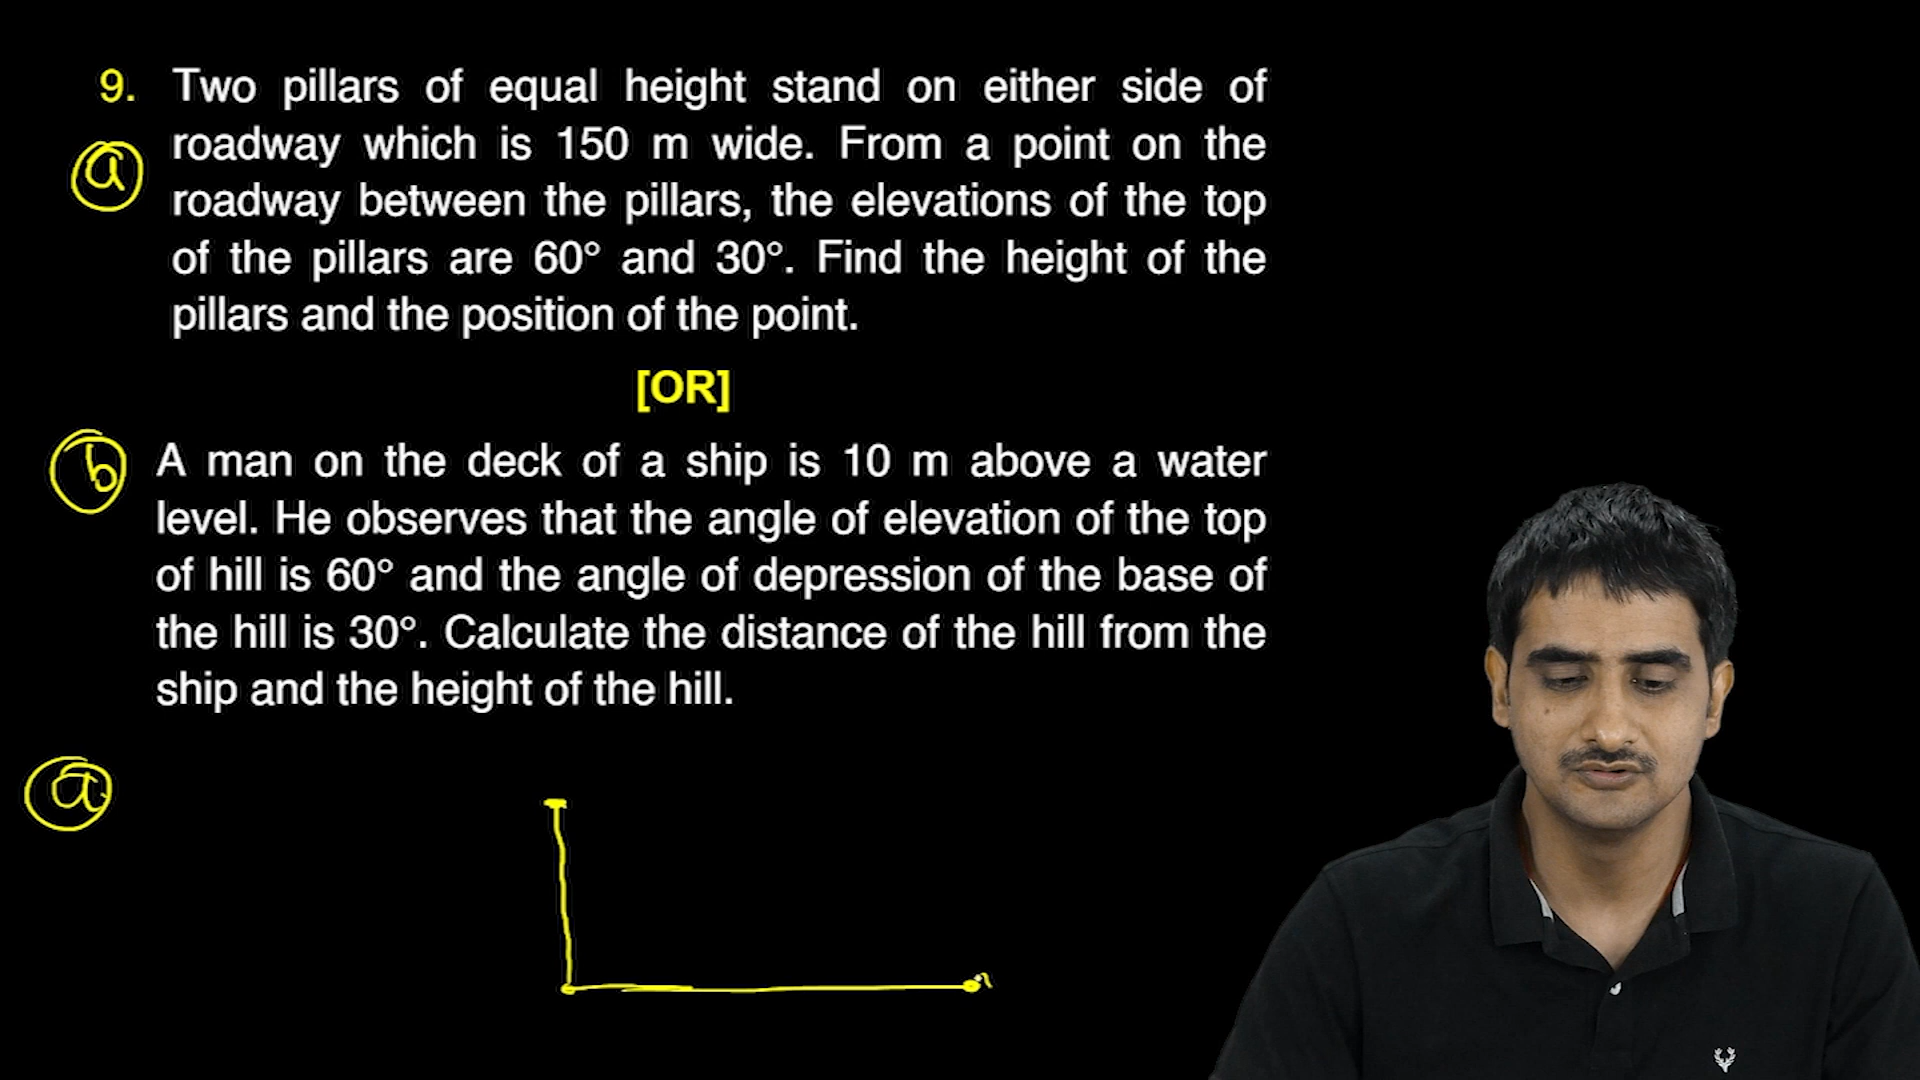 9. Two pillars of equal height stand on either side of
a
roadway which is 150 m wide. From a point on the
roadway between the pillars, the elevations of the top
of the pillars are 60° and 30°. Find the height of the
pillars and the position of the point.
[OR]
b A man on the deck of a ship is 10 m above a water
level. He observes that the angle of elevation of the top
of hill is 60° and the angle of depression of the base of
the hill is 30°. Calculate the distance of the hill from the
ship and the height of the hill.
a